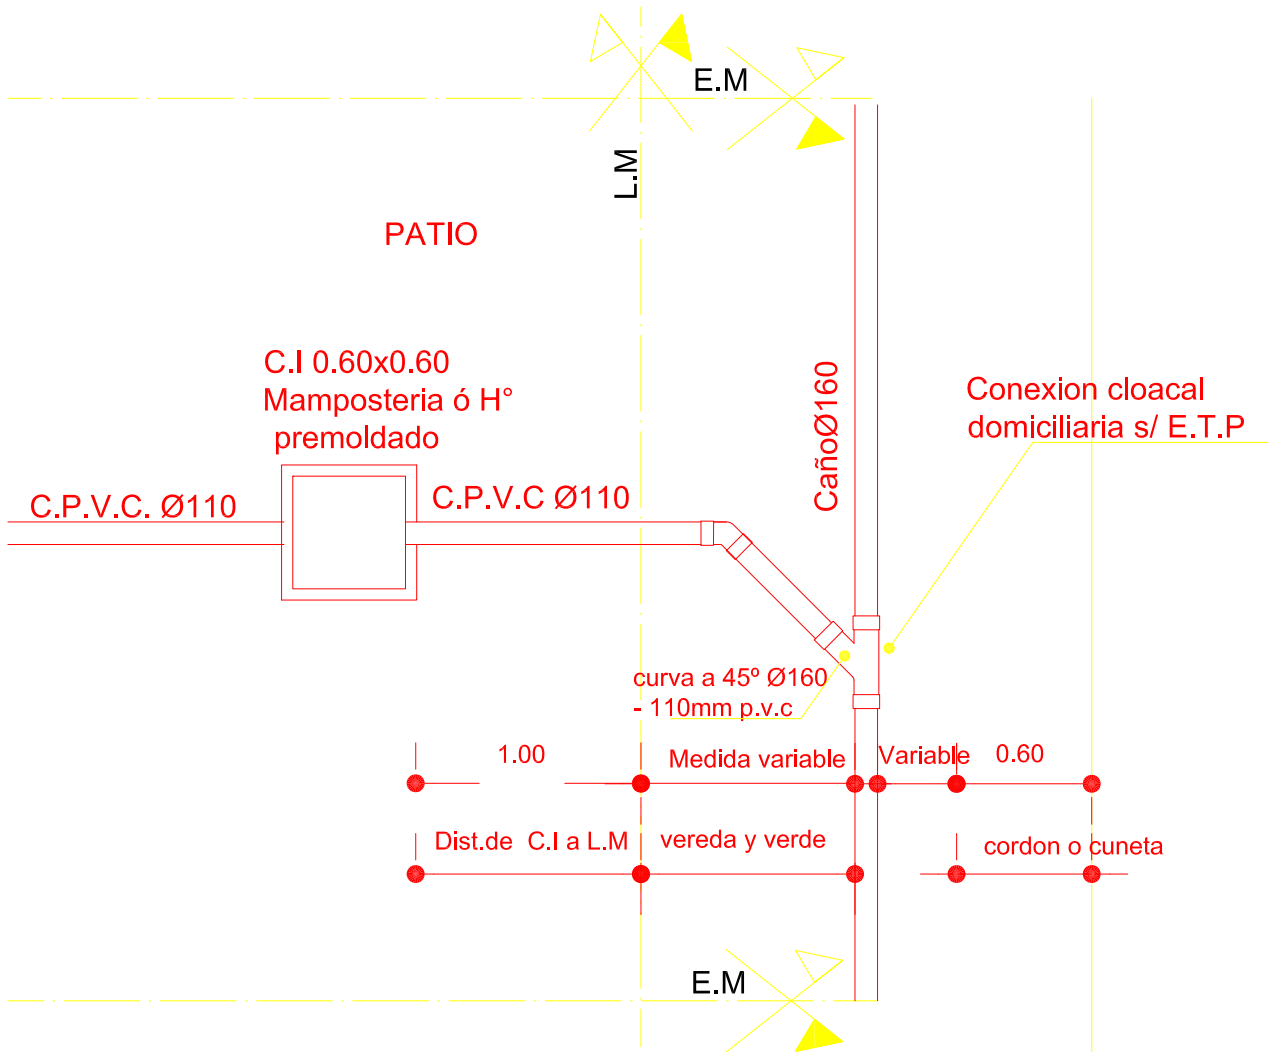 E.M
L.M
PATIO
C.I 0.60x0.60
Mamposteria ó H°
premoldado
C.P.V.C. Ø110
C.P.V.C Ø110
CañoØ160
Conexion cloacal
domiciliaria s/ E.T.P
curva a 45º Ø160
- 110mm p.v.c
1.00
Medida variable
Variable
0.60
Dist.de C.I a L.M
vereda y verde
cordon o cuneta
E.M